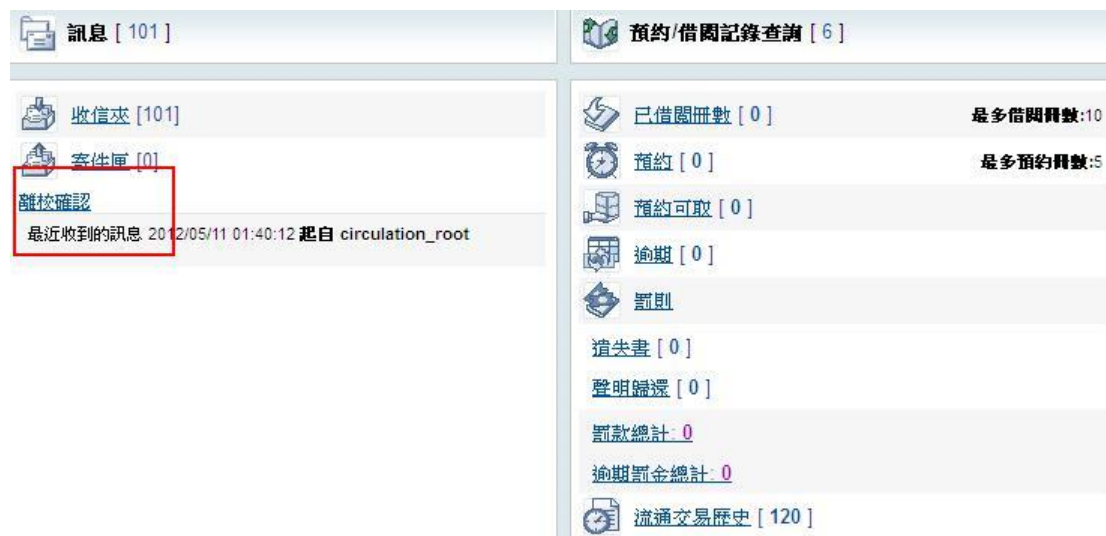 訊息 [ 101 ]
收信夾 [101]
寄件匣 [0]
離校確認
最近收到的訊息 2012/05/11 01:40:12 起自 circulation_root
預約/借閱記錄查詢 [ 6 ]
已借閱冊數 [ 0 ] 最多借閱冊數:10
預約 [ 0 ] 最多預約冊數:5
預約可取 [ 0 ]
逾期 [ 0 ]
罰則
遺失書 [ 0 ]
聲明歸還 [ 0 ]
罰款總計: 0
逾期罰金總計: 0
流通交易歷史 [ 120 ]